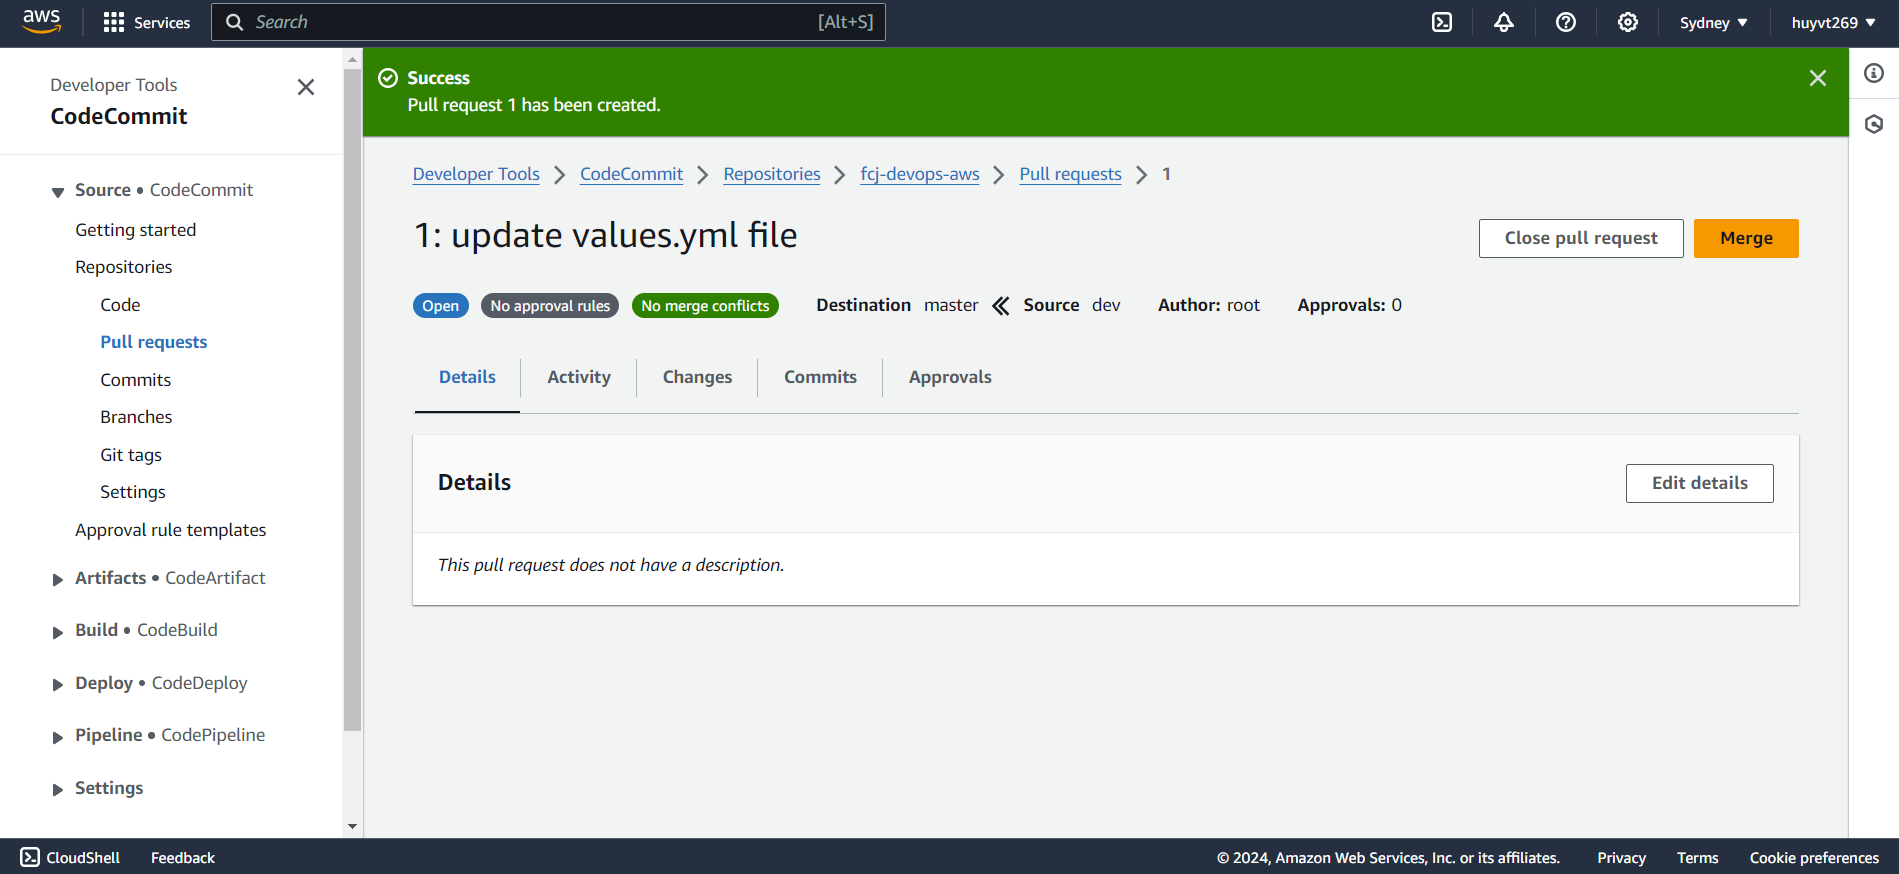 aws Services Search [Alt+S] Sydney huyvt269
Developer Tools
CodeCommit
Source • CodeCommit
Getting started
Repositories
Code
Pull requests
Commits
Branches
Git tags
Settings
Approval rule templates
Artifacts • CodeArtifact
Build • CodeBuild
Deploy • CodeDeploy
Pipeline • CodePipeline
Settings
Success
Pull request 1 has been created.
Developer Tools CodeCommit Repositories fcj-devops-aws Pull requests 1
1: update values.yml file
Close pull request Merge
Open No approval rules No merge conflicts Destination master Source dev Author: root Approvals: 0
Details Activity Changes Commits Approvals
Details
Edit details
This pull request does not have a description.
CloudShell Feedback © 2024, Amazon Web Services, Inc. or its affiliates. Privacy Terms Cookie preferences